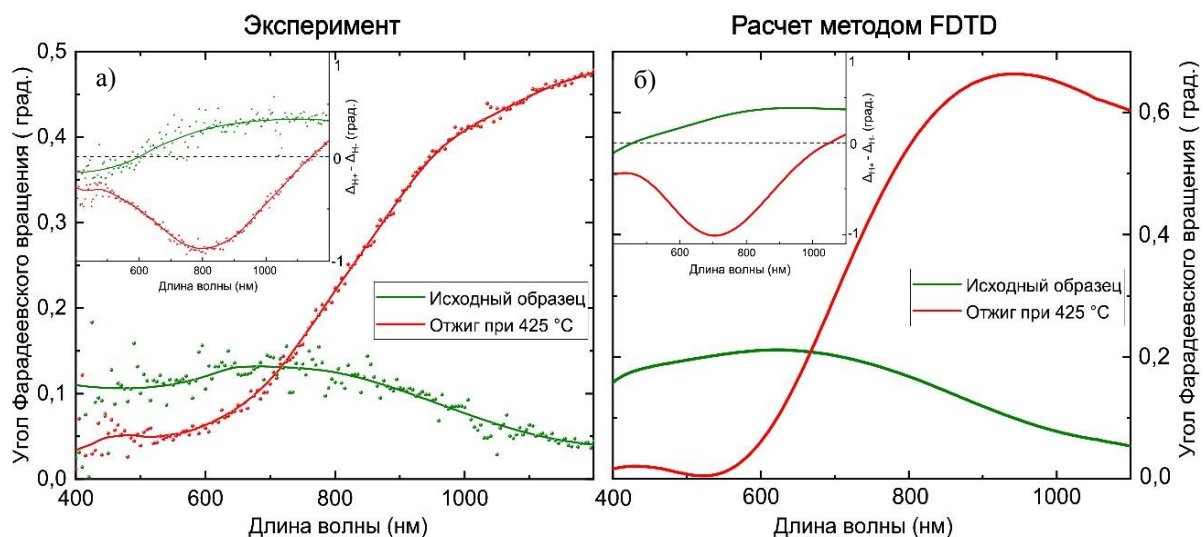 Эксперимент
Расчет методом FDTD
а)
Угол Фарадеевского вращения ( град.)
0,5
0,4
0,3
0,2
0,1
0,0
400
600
800
1000
Длина волны (нм)
1
0
-1
Δ_H+ - Δ_H- (град.)
600
800
1000
Длина волны (нм)
Исходный образец
Отжиг при 425 °C
б)
1
0
-1
Δ_H+ - Δ_H- (град.)
600
800
1000
Длина волны (нм)
Исходный образец
Отжиг при 425 °C
0,6
0,4
0,2
0,0
Угол Фарадеевского вращения ( град.)
400
600
800
1000
Длина волны (нм)